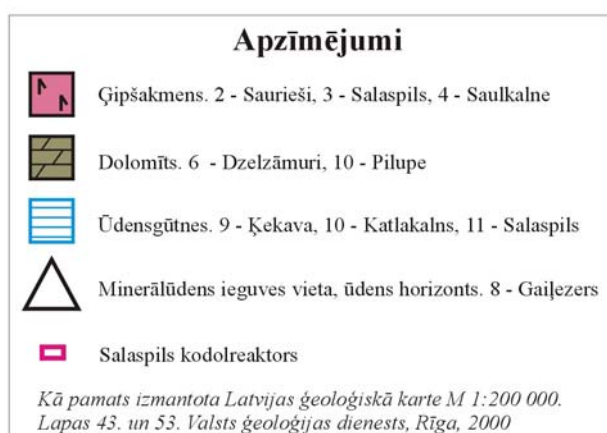 Apzīmējumi
Ģipšakmens. 2 - Saurieši, 3 - Salaspils, 4 - Saulkalne
Dolomīts. 6 - Dzelzāmuri, 10 - Pilupe
Ūdensgūtnes. 9 - Ķekava, 10 - Katlakalns, 11 - Salaspils
Minerālūdens ieguves vieta, ūdens horizonts. 8 - Gaiļezers
Salaspils kodolreaktors
Kā pamats izmantota Latvijas ģeoloģiskā karte M 1:200 000.
Lapas 43. un 53. Valsts ģeoloģijas dienests, Rīga, 2000